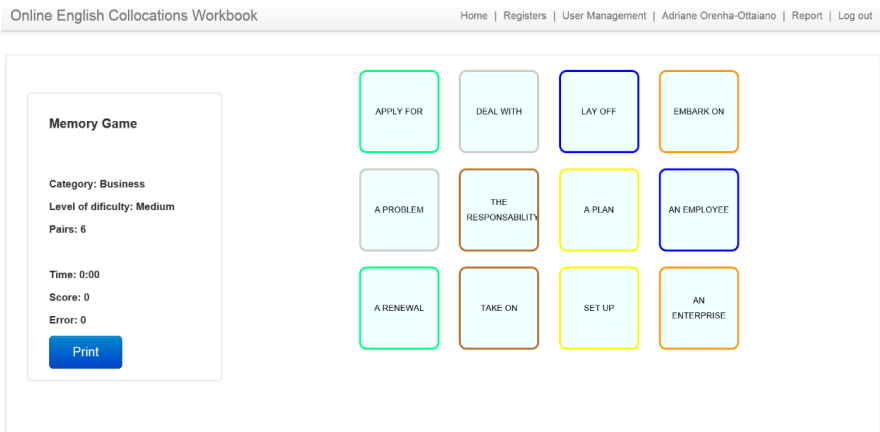 Online English Collocations Workbook
Home | Registers | User Management | Adriane Orenha-Ottaiano | Report | Log out
Memory Game
Category: Business
Level of dificulty: Medium
Pairs: 6
Time: 0:00
Score: 0
Error: 0
Print
APPLY FOR
DEAL WITH
LAY OFF
EMBARK ON
A PROBLEM
THE
RESPONSABILITY
A PLAN
AN EMPLOYEE
A RENEWAL
TAKE ON
SET UP
AN
ENTERPRISE